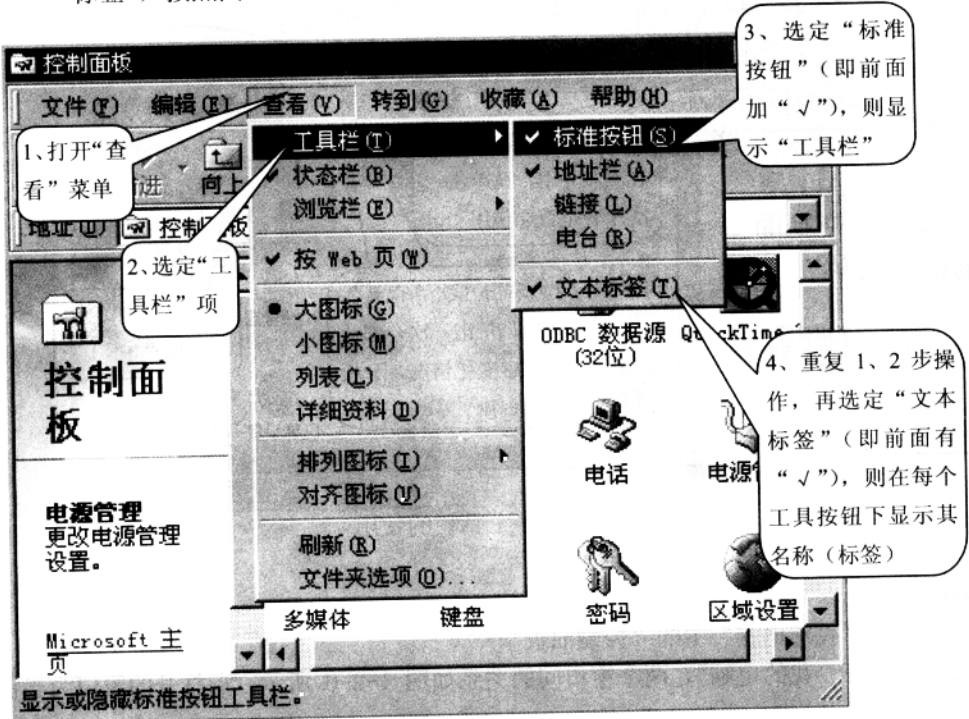 控制面板
文件(F) 编辑(E) 查看(V) 转到(G) 收藏(A) 帮助(H)
3、选定“标准
按钮”(即前面
加“√”),则显
示“工具栏”
1、打开“查
看”菜单
进 向上
地址(D) 控制面板
工具栏(T)
✔ 状态栏(B)
浏览栏(E)
✔ 按 Web 页(W)
● 大图标(G)
小图标(M)
列表(L)
详细资料(D)
排列图标(I)
对齐图标(U)
刷新(R)
文件夹选项(O)...
✔ 标准按钮(S)
✔ 地址栏(A)
链接(L)
电台(R)
✔ 文本标签(T)
2、选定“工
具栏”项
4、重复 1、2 步操
作,再选定“文本
标签”(即前面有
“√”),则在每个
工具按钮下显示其
名称(标签)
控制面
板
电源管理
更改电源管理
设置。
Microsoft 主
页
ODBC 数据源
(32位)
电话 电源管
多媒体 键盘 密码 区域设置
显示或隐藏标准按钮工具栏。